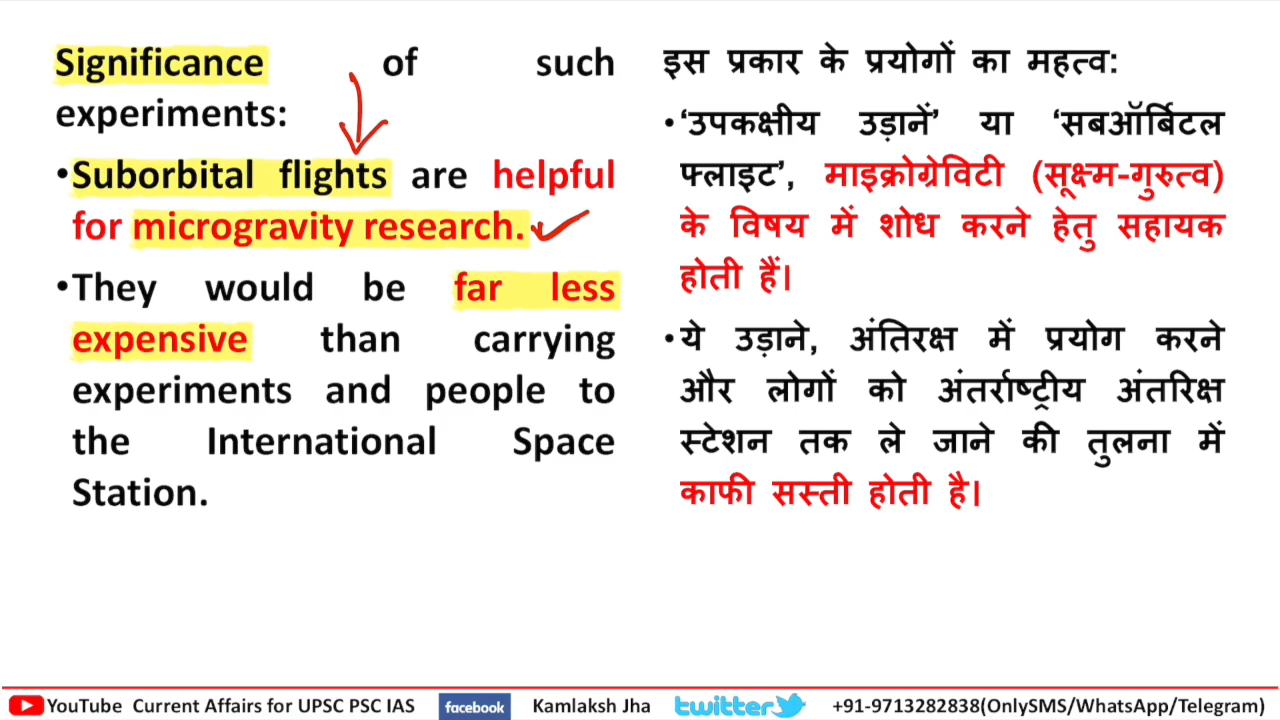 Significance of such
experiments:
•Suborbital flights are helpful
for microgravity research.
•They would be far less
expensive than carrying
experiments and people to
the International Space
Station.
इस प्रकार के प्रयोगों का महत्व:
•‘उपकक्षीय उड़ानें’ या ‘सबऑर्बिटल
फ्लाइट’, माइक्रोग्रेविटी (सूक्ष्म-गुरुत्व)
के विषय में शोध करने हेतु सहायक
होती हैं।
•ये उड़ाने, अंतिरक्ष में प्रयोग करने
और लोगों को अंतर्राष्ट्रीय अंतरिक्ष
स्टेशन तक ले जाने की तुलना में
काफी सस्ती होती है।
YouTube Current Affairs for UPSC PSC IAS facebook Kamlaksh Jha twitter +91-9713282838(OnlySMS/WhatsApp/Telegram)